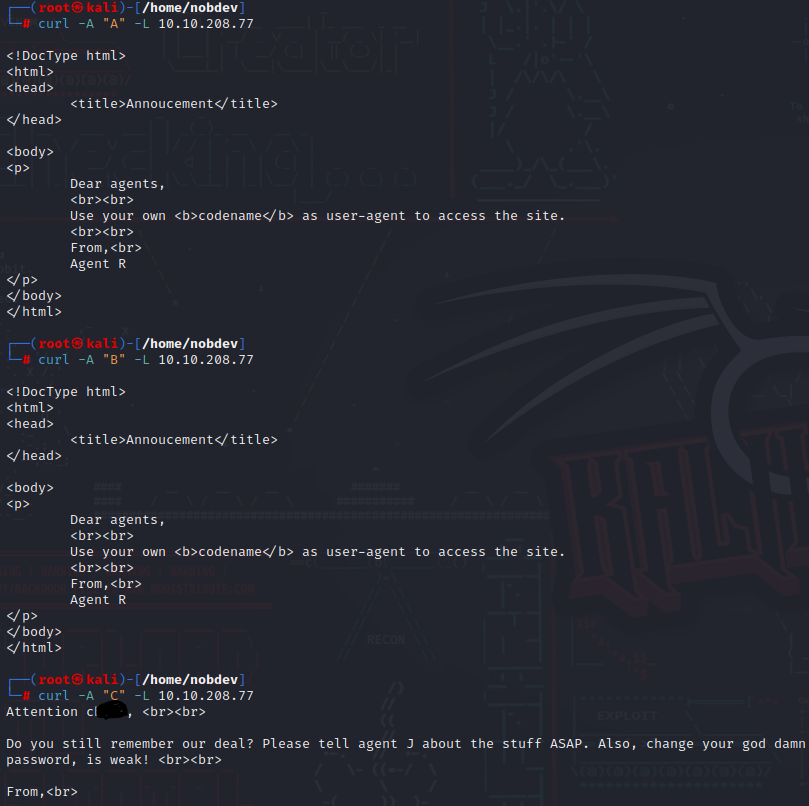 ┌──(root㉿kali)-[/home/nobdev]
└─# curl -A "A" -L 10.10.208.77
<!DocType html>
<html>
<head>
<title>Annoucement</title>
</head>
<body>
<p>
Dear agents,
<br><br>
Use your own <b>codename</b> as user-agent to access the site.
<br><br>
From,<br>
Agent R
</p>
</body>
</html>
┌──(root㉿kali)-[/home/nobdev]
└─# curl -A "B" -L 10.10.208.77
<!DocType html>
<html>
<head>
<title>Annoucement</title>
</head>
<body>
<p>
Dear agents,
<br><br>
Use your own <b>codename</b> as user-agent to access the site.
<br><br>
From,<br>
Agent R
</p>
</body>
</html>
┌──(root㉿kali)-[/home/nobdev]
└─# curl -A "C" -L 10.10.208.77
Attention , <br><br>
Do you still remember our deal? Please tell agent J about the stuff ASAP. Also, change your god damn
password, is weak! <br><br>
From,<br>
RECON
EXPLOIT